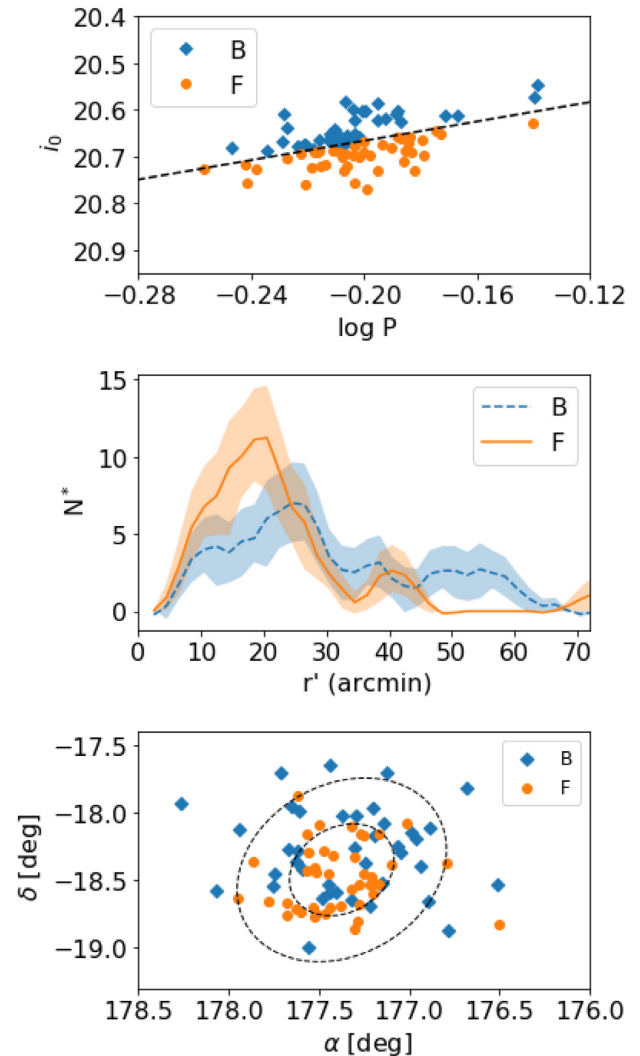 20.4
20.5
20.6
20.7
20.8
20.9
i₀
B
F
−0.28 −0.24 −0.20 −0.16 −0.12
log P
15
10
5
0
N*
B
F
0 10 20 30 40 50 60 70
r' (arcmin)
−17.5
−18.0
−18.5
−19.0
δ [deg]
B
F
178.5 178.0 177.5 177.0 176.5 176.0
α [deg]